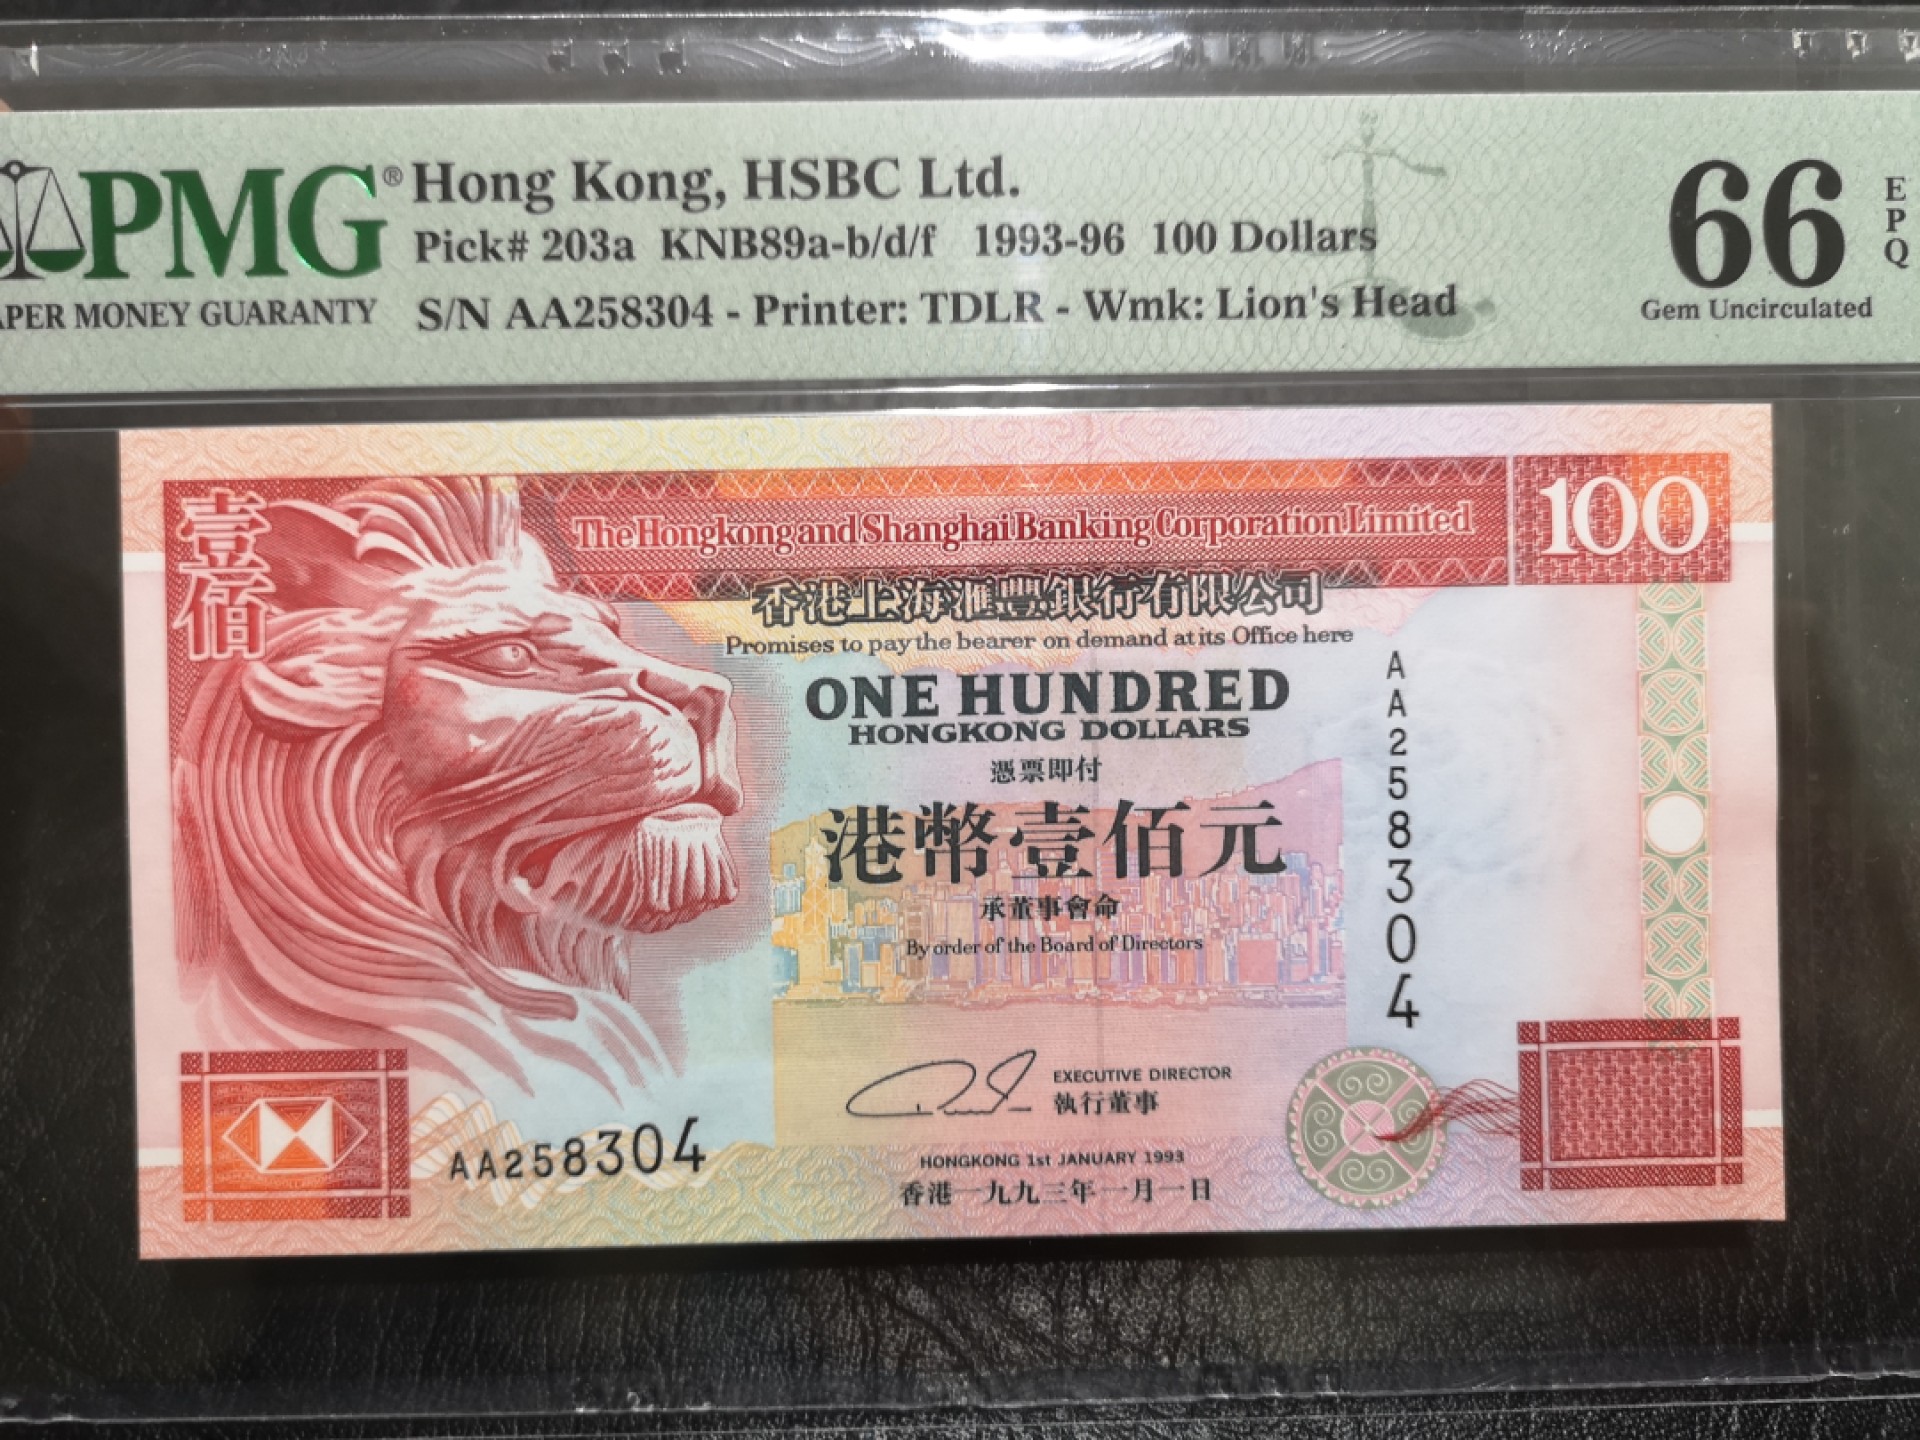 PMG® Hong Kong, HSBC Ltd.
Pick# 203a KNB89a-b/d/f 1993-96 100 Dollars
APER MONEY GUARANTY S/N AA258304 - Printer: TDLR - Wmk: Lion's Head
66 EPQ
Gem Uncirculated
壹佰
The Hongkong and Shanghai Banking Corporation Limited
100
香港上海滙豐銀行有限公司
Promises to pay the bearer on demand at its Office here
ONE HUNDRED
HONGKONG DOLLARS
憑票即付
港幣壹佰元
承董事會命
By order of the Board of Directors
AA258304
EXECUTIVE DIRECTOR
執行董事
AA258304
HONGKONG 1st JANUARY 1993
香港一九九三年一月一日